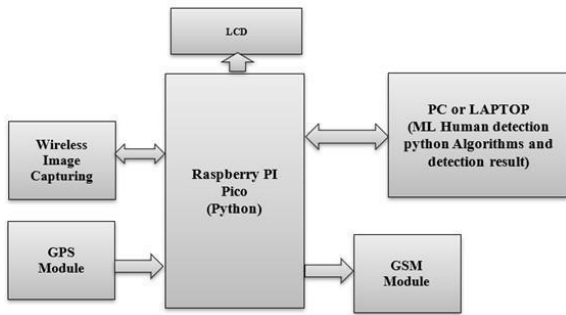 LCD
PC or LAPTOP
(ML Human detection
python Algorithms and
detection result)
Wireless
Image
Capturing
Raspberry PI
Pico
(Python)
GPS
Module
GSM
Module